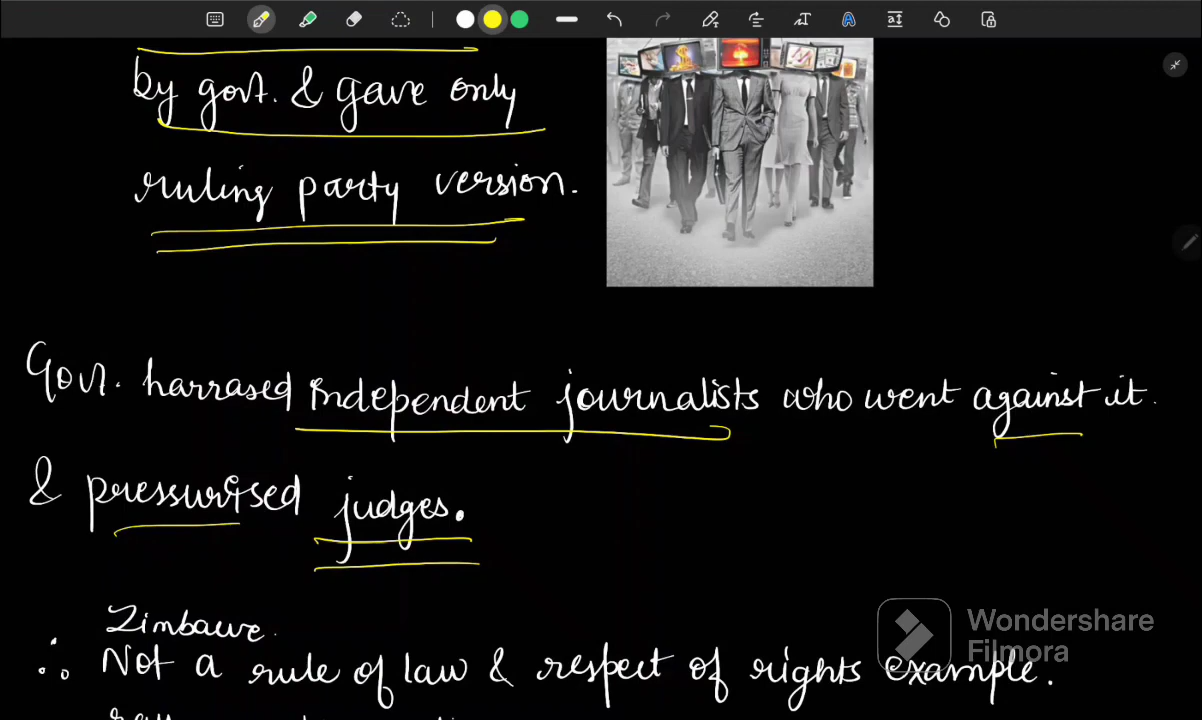 by govt. & gave only
ruling party version.
Govt. harrased independent journalists who went against it.
& pressurised judges.
Zimbawe.
∴ Not a rule of law & respect of rights example.
Wondershare
Filmora